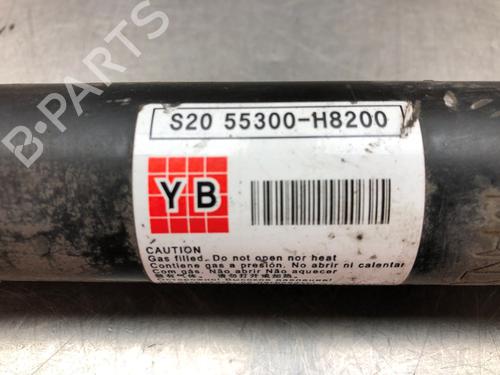 B-PARTS
S20 55300-H8200
YB
CAUTION
Gas filled. Do not open nor heat
Contiene gas a presión. No abrir ni calentar
Com gás. Não abrir Não aquecer